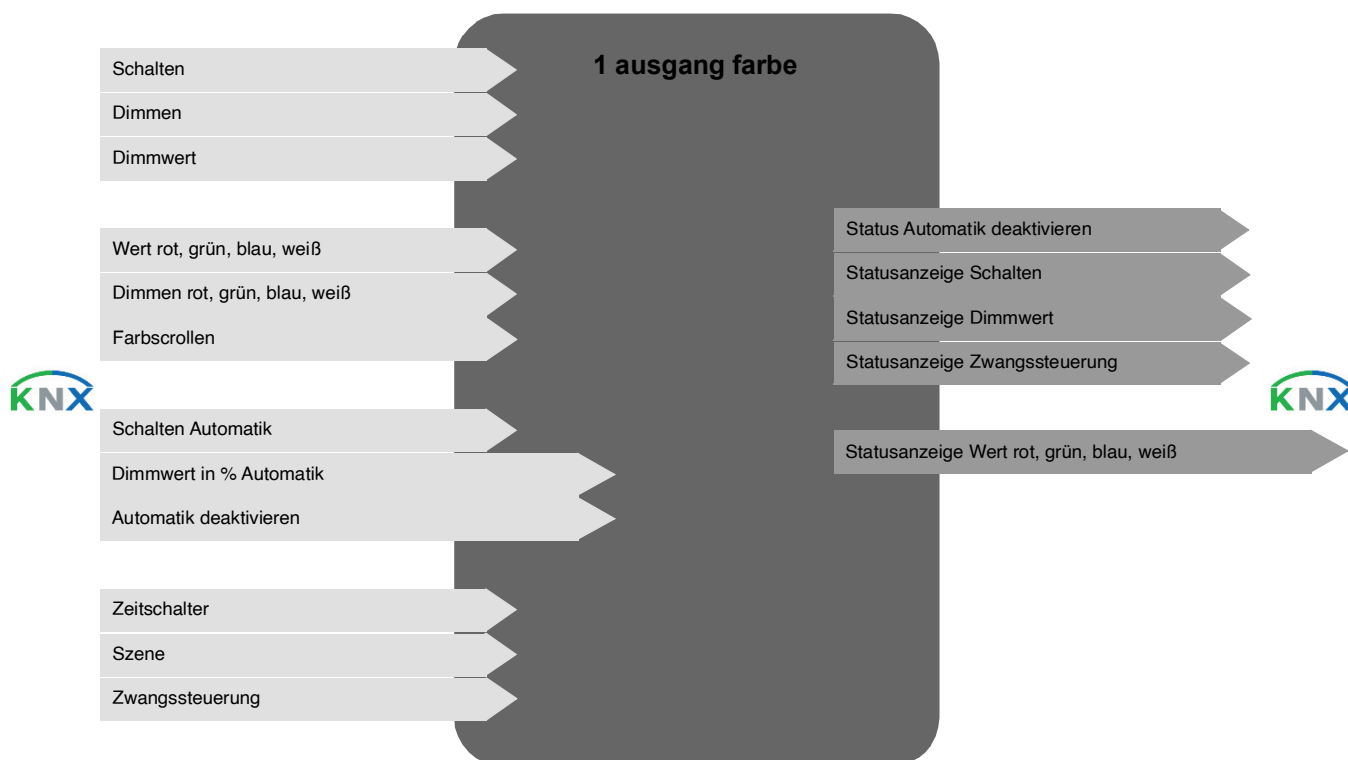 1 ausgang farbe
Schalten
Dimmen
Dimmwert
Wert rot, grün, blau, weiß
Dimmen rot, grün, blau, weiß
Farbscrollen
KNX
Schalten Automatik
Dimmwert in % Automatik
Automatik deaktivieren
Zeitschalter
Szene
Zwangssteuerung
Status Automatik deaktivieren
Statusanzeige Schalten
Statusanzeige Dimmwert
Statusanzeige Zwangssteuerung
KNX
Statusanzeige Wert rot, grün, blau, weiß